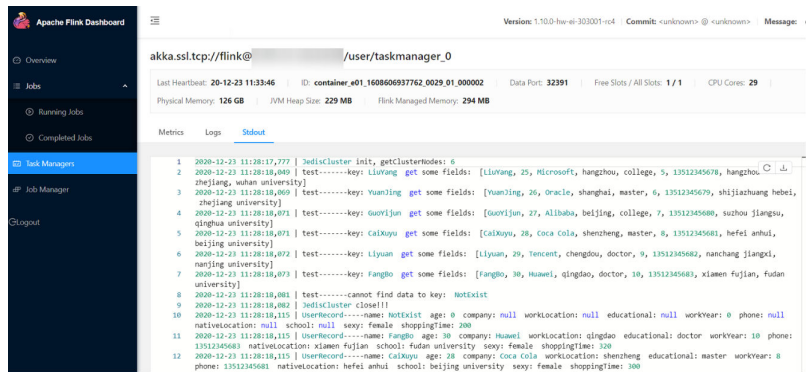 Apache Flink Dashboard
Version: 1.10.0-hw-ei-303001-rc4 Commit: <unknown> @ <unknown> Message:
Overview
Jobs
Running Jobs
Completed Jobs
Task Managers
Job Manager
Logout
akka.ssl.tcp://flink@ /user/taskmanager_0
Last Heartbeat: 20-12-23 11:33:46 ID: container_e01_1608606937762_0029_01_000002 Data Port: 32391 Free Slots / All Slots: 1 / 1 CPU Cores: 29
Physical Memory: 126 GB JVM Heap Size: 229 MB Flink Managed Memory: 294 MB
Metrics Logs Stdout
1 2020-12-23 11:28:17,777 | JedisCluster init, getClusterNodes: 6
2 2020-12-23 11:28:18,049 | test-------key: LiuYang get some fields: [LiuYang, 25, Microsoft, hangzhou, college, 5, 13512345678, hangzhou
zhejiang, wuhan university]
3 2020-12-23 11:28:18,069 | test-------key: YuanJing get some fields: [YuanJing, 26, Oracle, shanghai, master, 6, 13512345679, shijiazhuang hebei,
zhejiang university]
4 2020-12-23 11:28:18,071 | test-------key: GuoYijun get some fields: [GuoYijun, 27, Alibaba, beijing, college, 7, 13512345680, suzhou jiangsu,
qinghua university]
5 2020-12-23 11:28:18,071 | test-------key: CaiXuyu get some fields: [CaiXuyu, 28, Coca Cola, shenzheng, master, 8, 13512345681, hefei anhui,
beijing university]
6 2020-12-23 11:28:18,072 | test-------key: Liyuan get some fields: [Liyuan, 29, Tencent, chengdou, doctor, 9, 13512345682, nanchang jiangxi,
nanjing university]
7 2020-12-23 11:28:18,073 | test-------key: FangBo get some fields: [FangBo, 30, Huawei, qingdao, doctor, 10, 13512345683, xiamen fujian, fudan
university]
8 2020-12-23 11:28:18,081 | test-------cannot find data to key: NotExist
9 2020-12-23 11:28:18,082 | JedisCluster close!!!
10 2020-12-23 11:28:18,115 | UserRecord-----name: NotExist age: 0 company: null workLocation: null educational: null workYear: 0 phone: null
nativeLocation: null school: null sexy: female shoppingTime: 200
11 2020-12-23 11:28:18,115 | UserRecord-----name: FangBo age: 30 company: Huawei workLocation: qingdao educational: doctor workYear: 10 phone:
13512345683 nativeLocation: xiamen fujian school: fudan university sexy: female shoppingTime: 320
12 2020-12-23 11:28:18,115 | UserRecord-----name: CaiXuyu age: 28 company: Coca Cola workLocation: shenzheng educational: master workYear: 8
phone: 13512345681 nativeLocation: hefei anhui school: beijing university sexy: female shoppingTime: 300